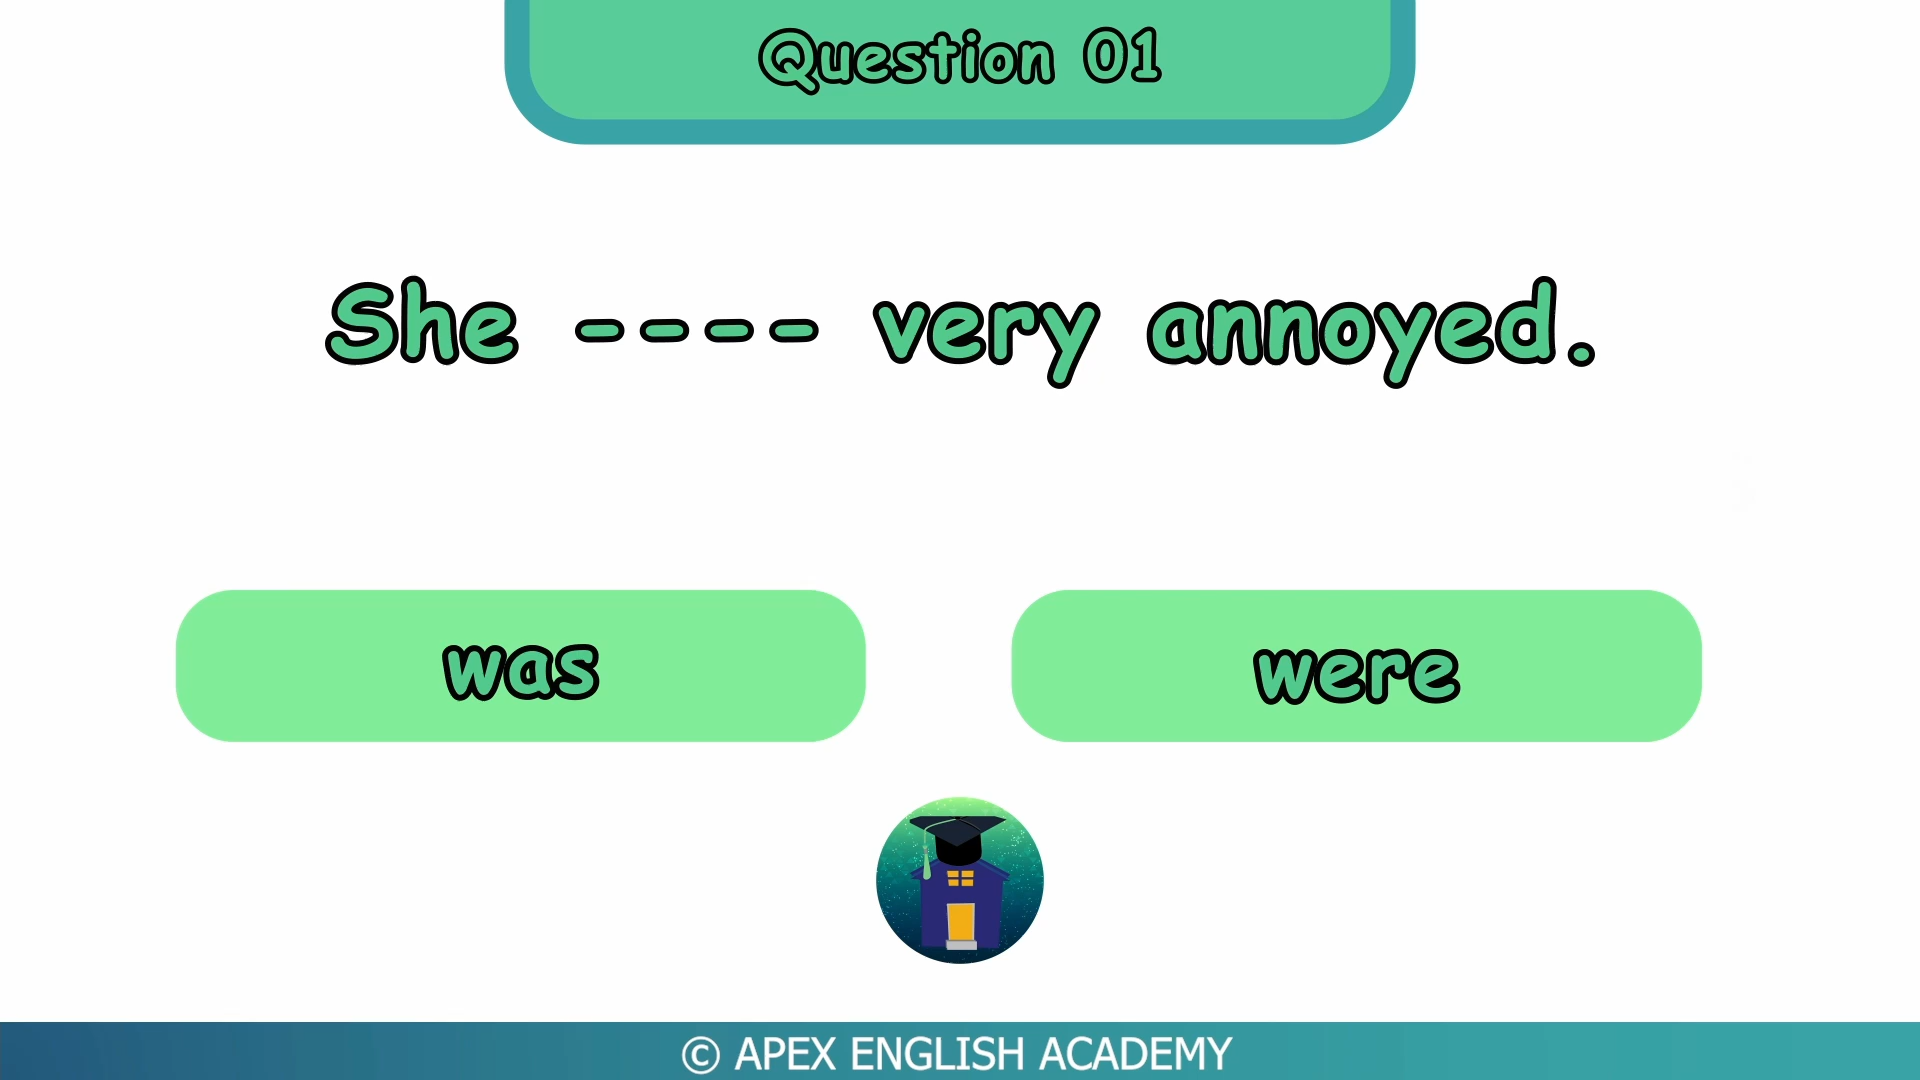 Question 01
She ---- very annoyed.
was
were
© APEX ENGLISH ACADEMY